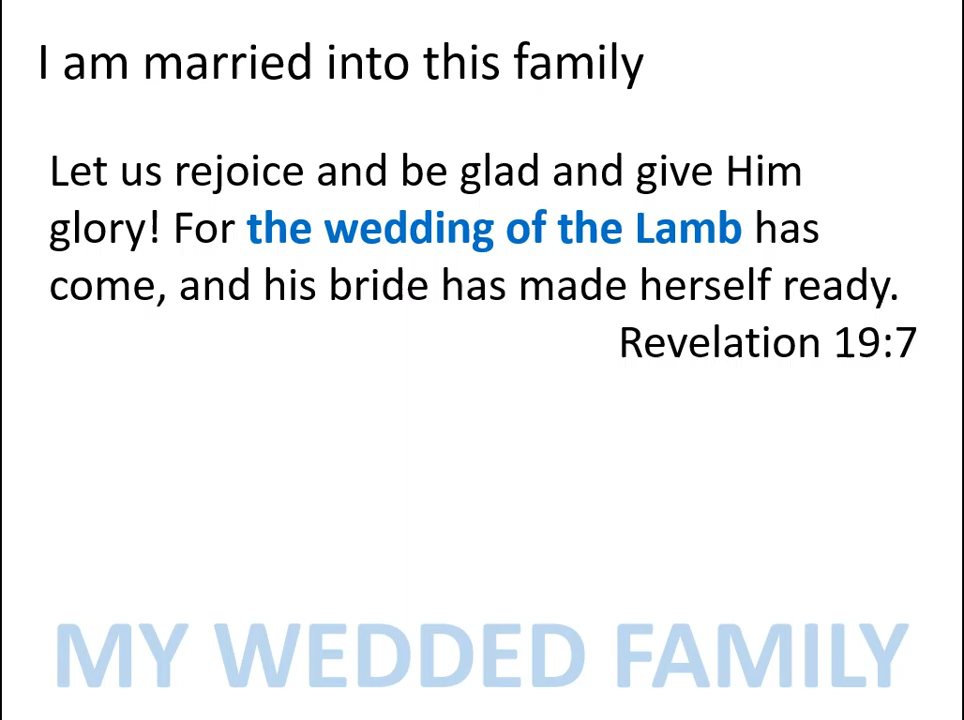 I am married into this family
Let us rejoice and be glad and give Him
glory! For the wedding of the Lamb has
come, and his bride has made herself ready.
Revelation 19:7
MY WEDDED FAMILY